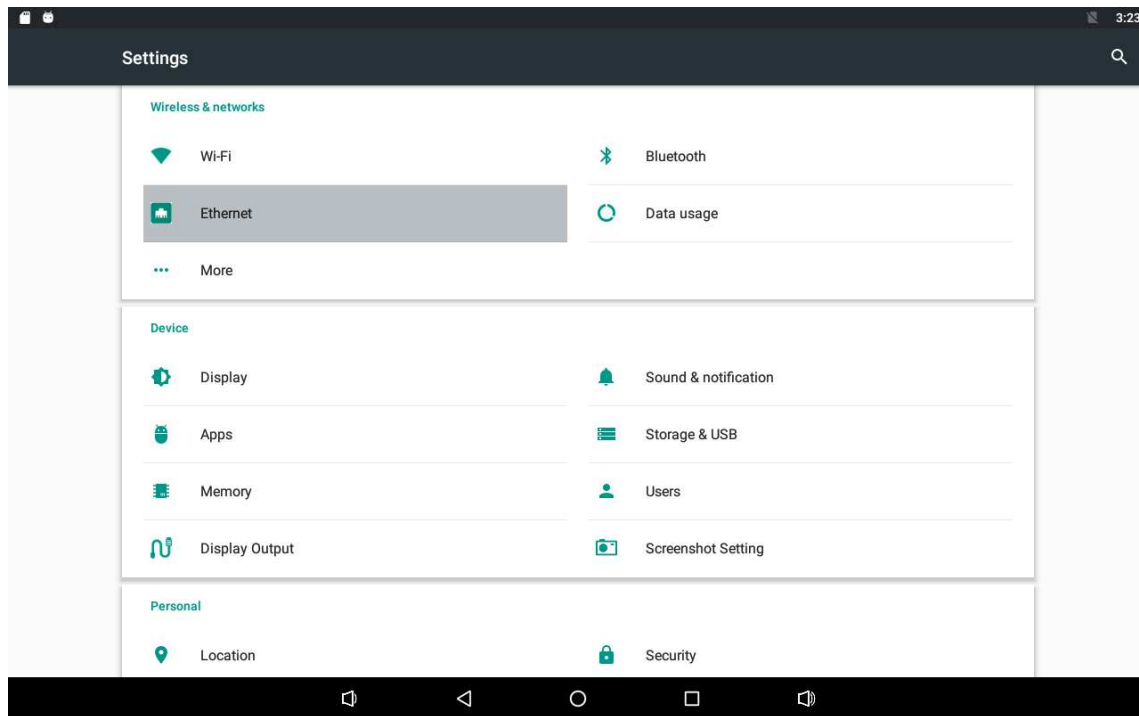 3:23
Settings
Wireless & networks
Wi-Fi
Bluetooth
Ethernet
Data usage
More
Device
Display
Sound & notification
Apps
Storage & USB
Memory
Users
Display Output
Screenshot Setting
Personal
Location
Security